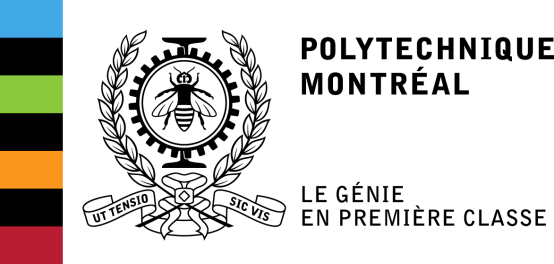 POLYTECHNIQUE
MONTRÉAL
UT TENSIO
SIC VIS
LE GÉNIE
EN PREMIÈRE CLASSE